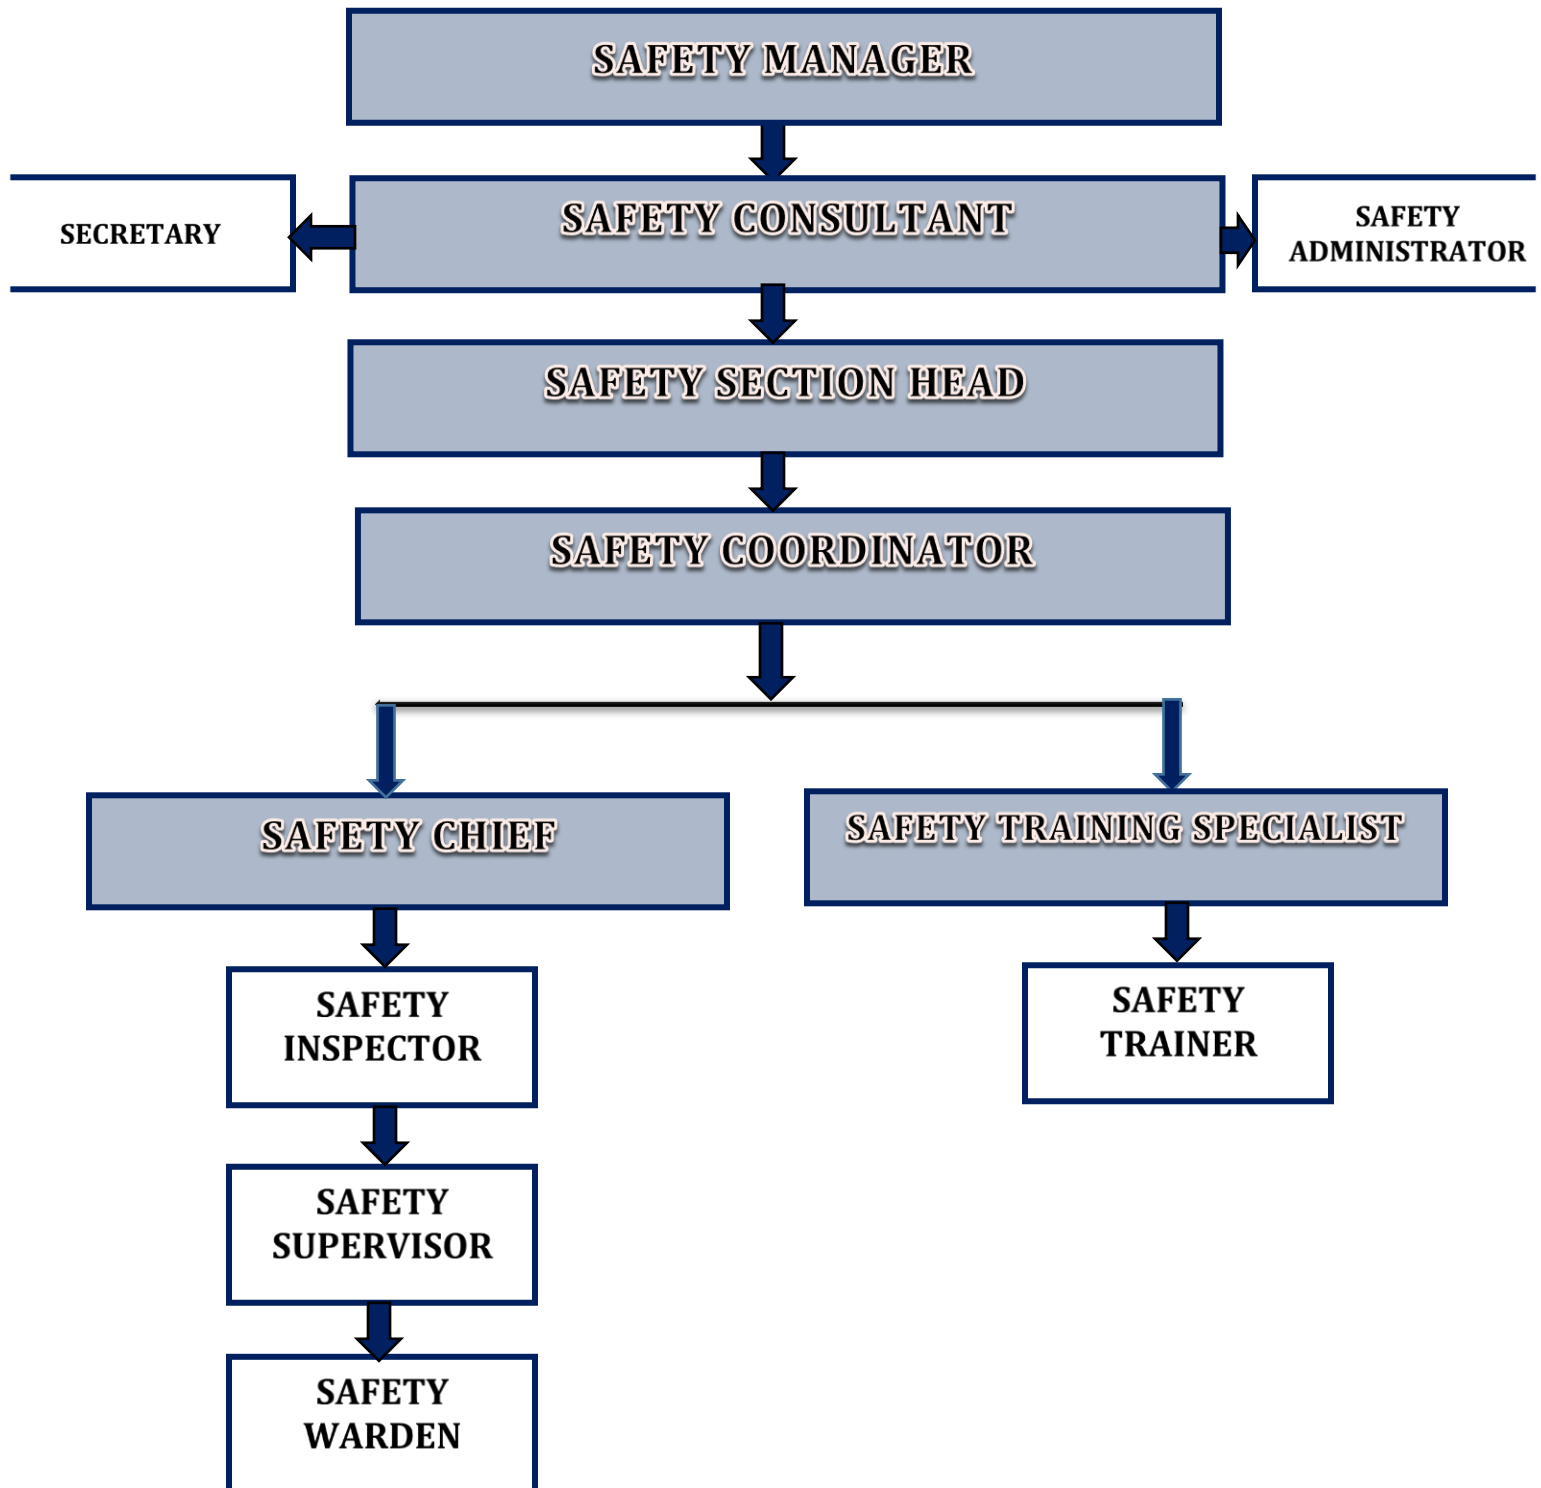 SAFETY MANAGER
SECRETARY
SAFETY CONSULTANT
SAFETY
ADMINISTRATOR
SAFETY SECTION HEAD
SAFETY COORDINATOR
SAFETY CHIEF
SAFETY TRAINING SPECIALIST
SAFETY
INSPECTOR
SAFETY
TRAINER
SAFETY
SUPERVISOR
SAFETY
WARDEN